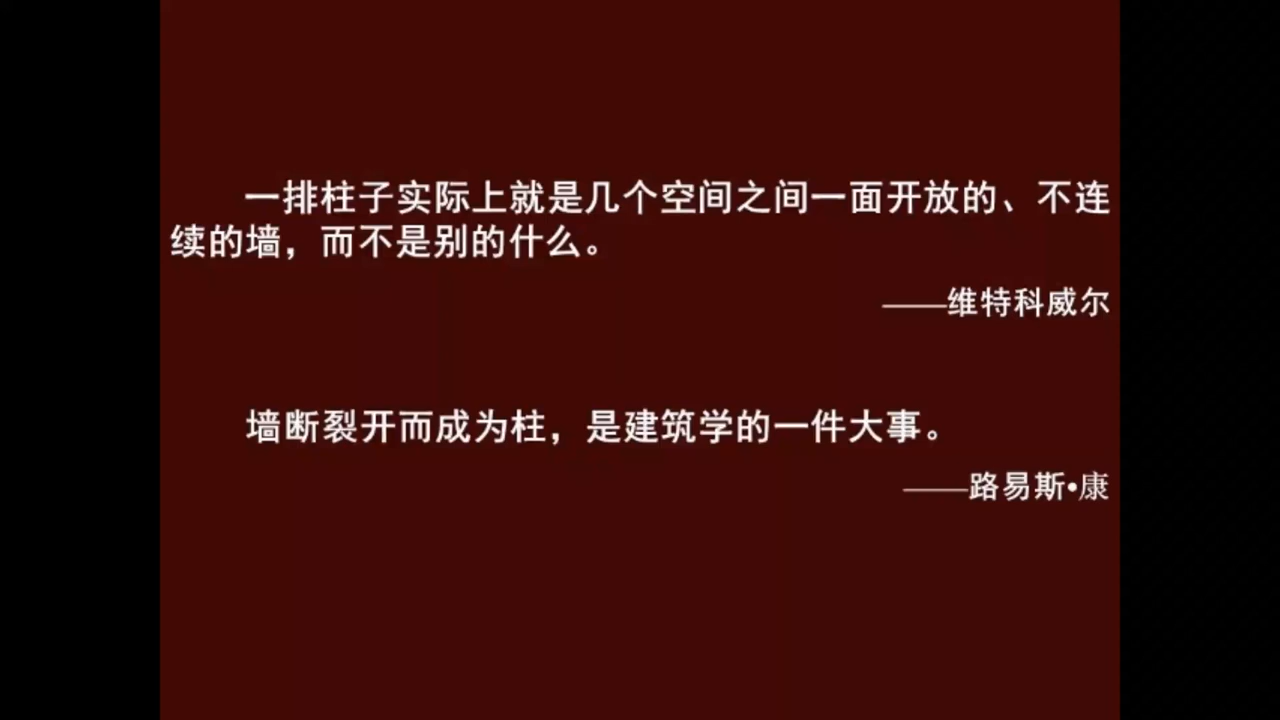 一排柱子实际上就是几个空间之间一面开放的、不连
续的墙，而不是别的什么。
——维特科威尔
墙断裂开而成为柱，是建筑学的一件大事。
——路易斯•康